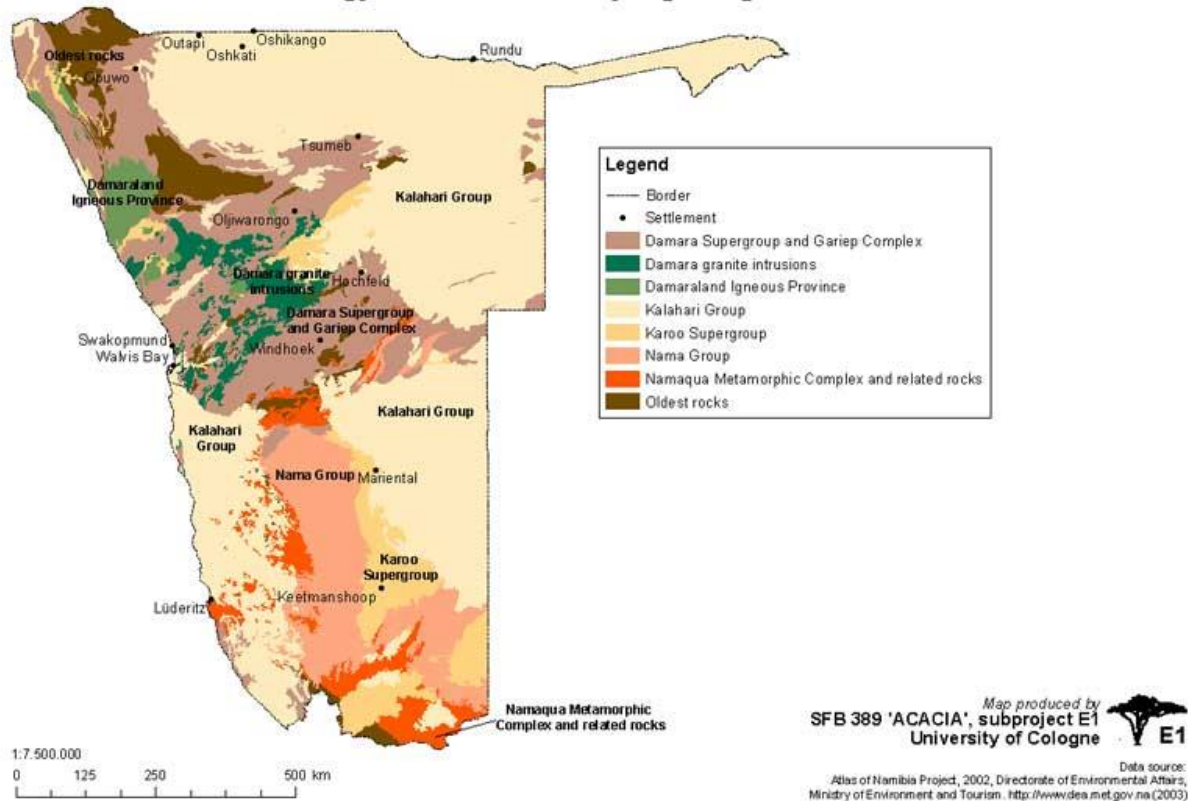 Outapi
Oshikango
Oshkati
Rundu
Oldest rocks
Opuwo
Tsumeb
Damaraland
Igneous Province
Kalahari Group
Otjiwarongo
Damara granite
intrusions
Hochfeld
Damara Supergroup
and Gariep Complex
Swakopmund
Walvis Bay
Windhoek
Kalahari
Group
Kalahari Group
Nama Group
Mariental
Karoo
Supergroup
Keetmanshoop
Lüderitz
Namaqua Metamorphic
Complex and related rocks
Legend
Border
Settlement
Damara Supergroup and Gariep Complex
Damara granite intrusions
Damaraland Igneous Province
Kalahari Group
Karoo Supergroup
Nama Group
Namaqua Metamorphic Complex and related rocks
Oldest rocks
1:7.500.000
0 125 250 500 km
Map produced by
SFB 389 'ACACIA', subproject E1
University of Cologne
E1
Data source:
Atlas of Namibia Project, 2002, Directorate of Environmental Affairs,
Ministry of Environment and Tourism. http://www.dea.met.gov.na (2003)